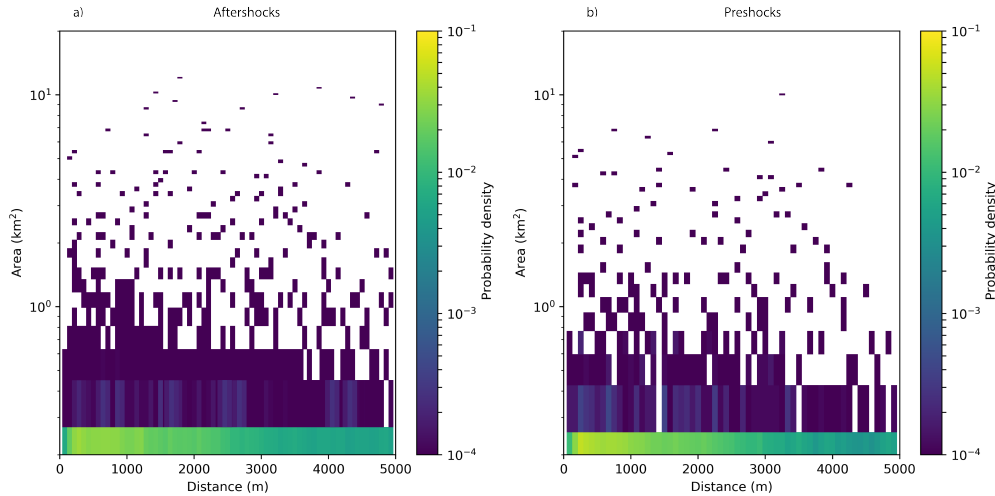 a) Aftershocks
10¹
10⁰
Area (km²)
0 1000 2000 3000 4000 5000
Distance (m)
10⁻¹
10⁻²
10⁻³
10⁻⁴
Probability density
b) Preshocks
10¹
10⁰
Area (km²)
0 1000 2000 3000 4000 5000
Distance (m)
10⁻¹
10⁻²
10⁻³
10⁻⁴
Probability density